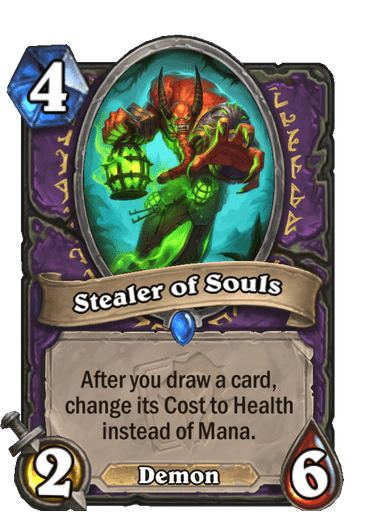 4
Stealer of Souls
After you draw a card,
change its Cost to Health
instead of Mana.
2
Demon
6